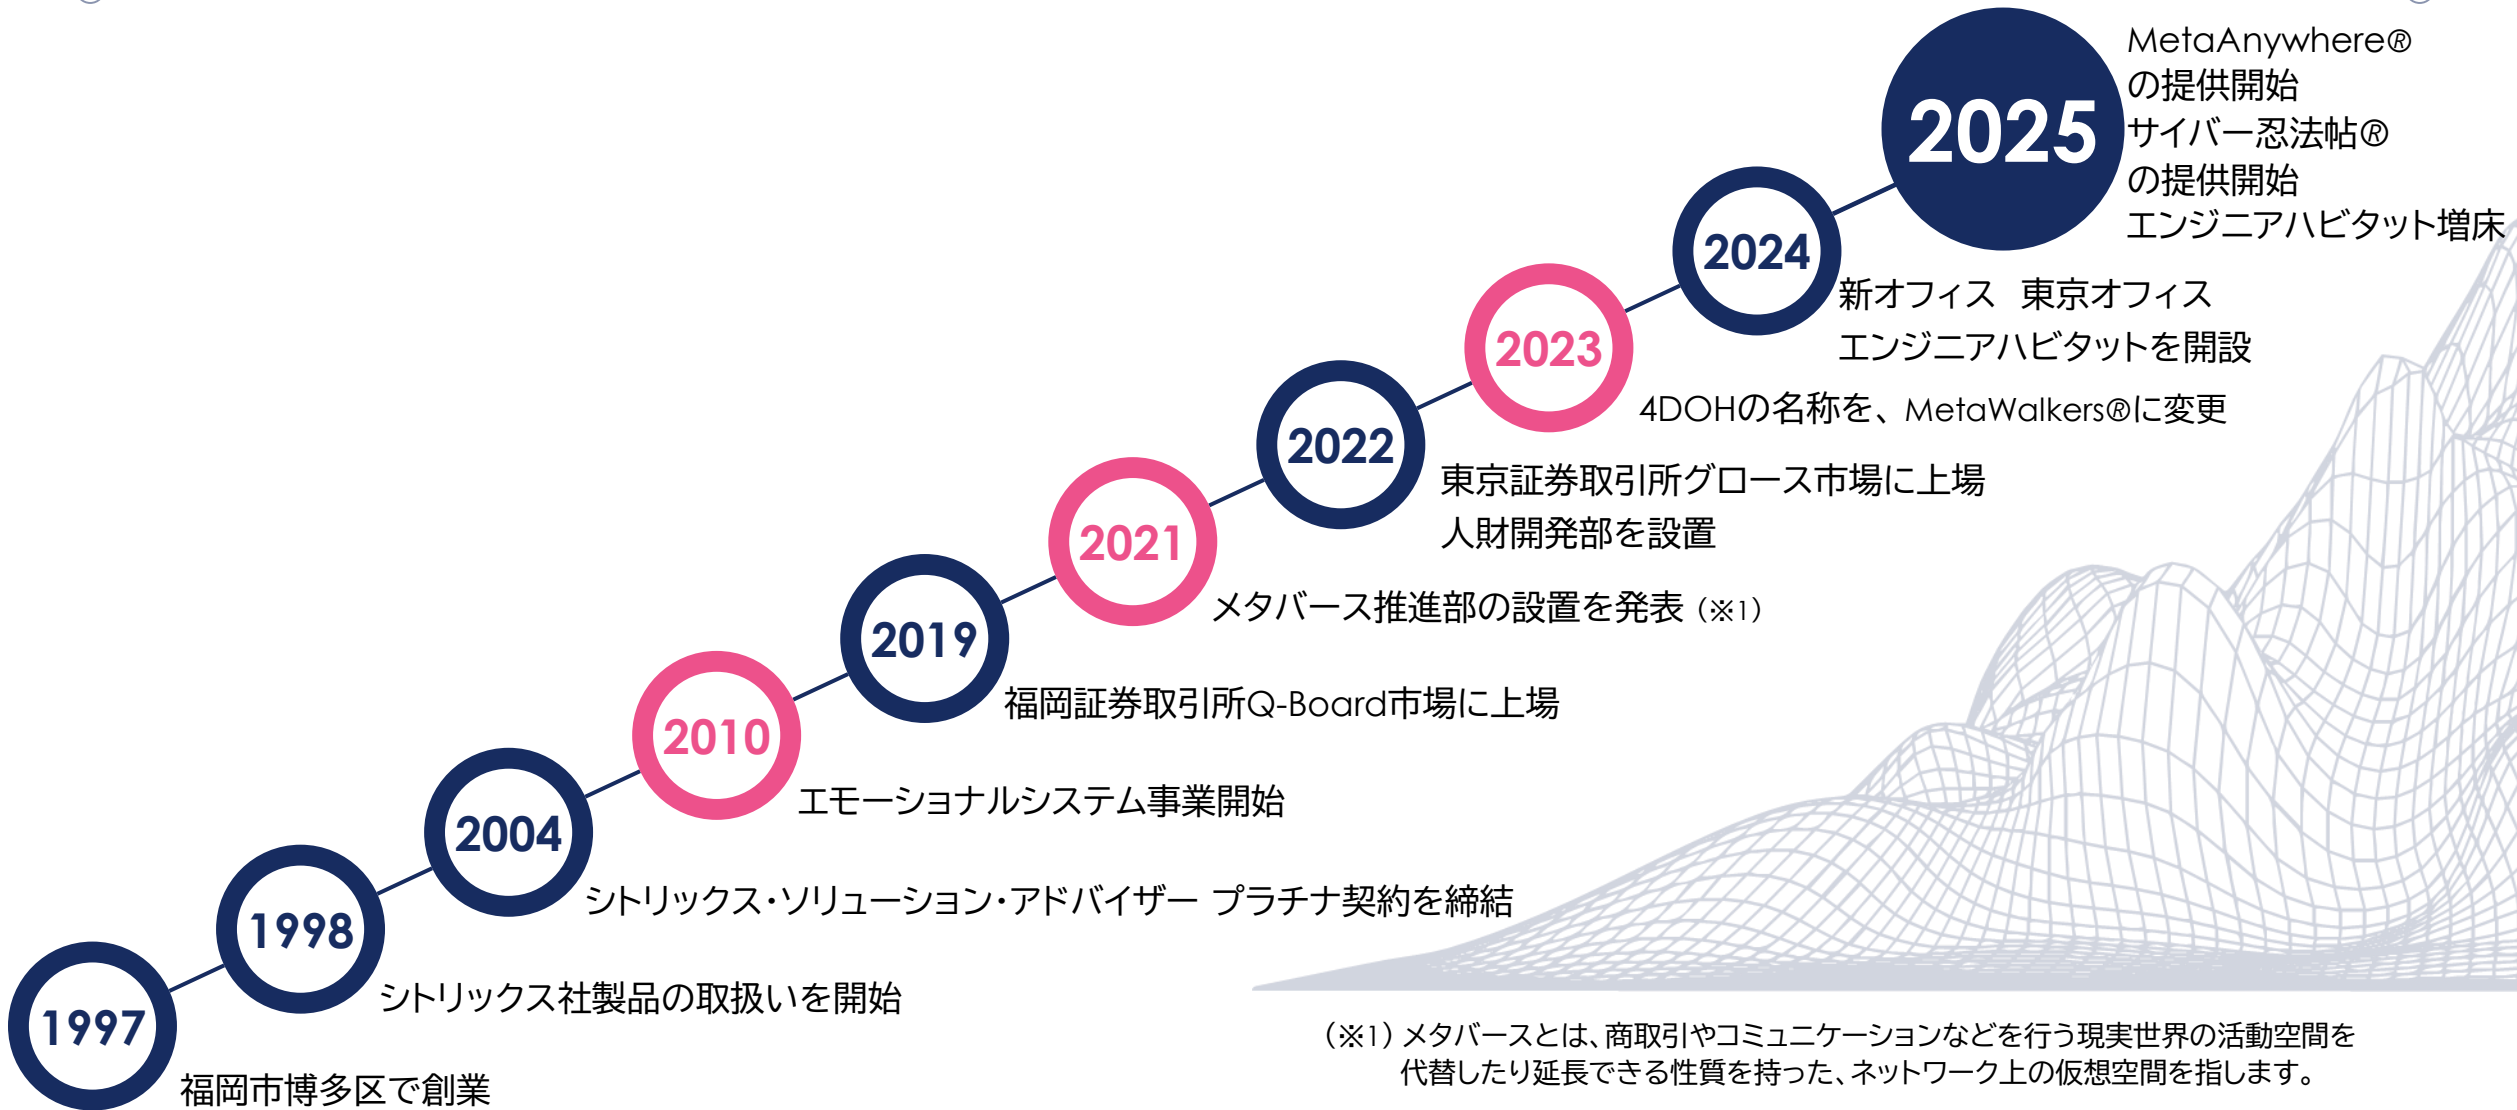 2025
MetaAnywhere®
の提供開始
サイバー忍法帖®
の提供開始
エンジニアハビタット増床
2024
新オフィス 東京オフィス
エンジニアハビタットを開設
2023
4DOHの名称を、MetaWalkers®に変更
2022
東京証券取引所グロース市場に上場
人財開発部を設置
2021
メタバース推進部の設置を発表（※1）
2019
福岡証券取引所Q-Board市場に上場
2010
エモーショナルシステム事業開始
2004
シトリックス・ソリューション・アドバイザー プラチナ契約を締結
1998
シトリックス社製品の取扱いを開始
1997
福岡市博多区で創業
（※1）メタバースとは、商取引やコミュニケーションなどを行う現実世界の活動空間を
代替したり延長できる性質を持った、ネットワーク上の仮想空間を指します。